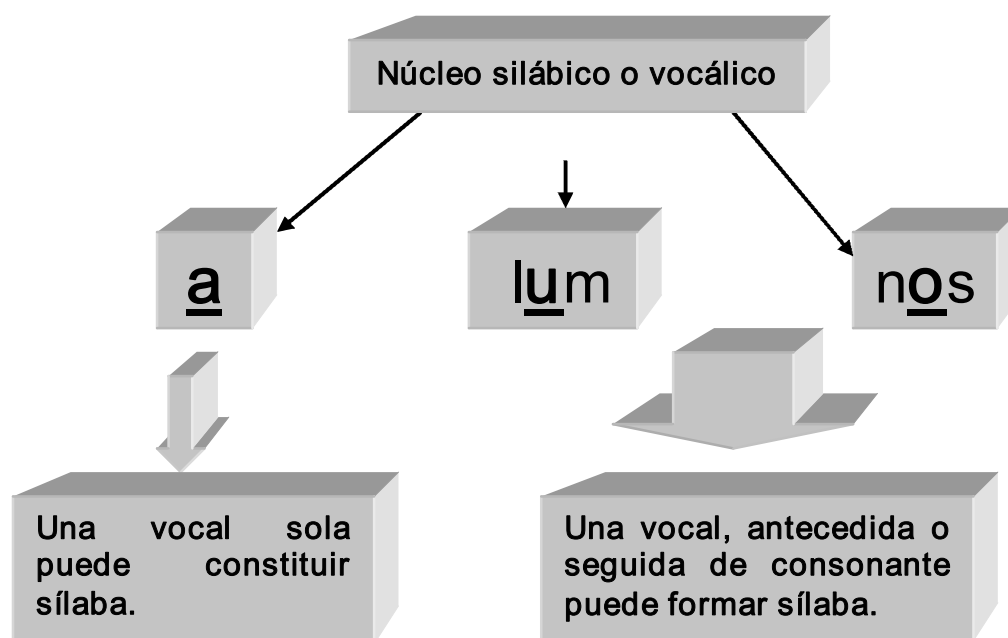 Núcleo silábico o vocálico
a
lum
nos
Una vocal sola
puede constituir
sílaba.
Una vocal, antecedida o
seguida de consonante
puede formar sílaba.